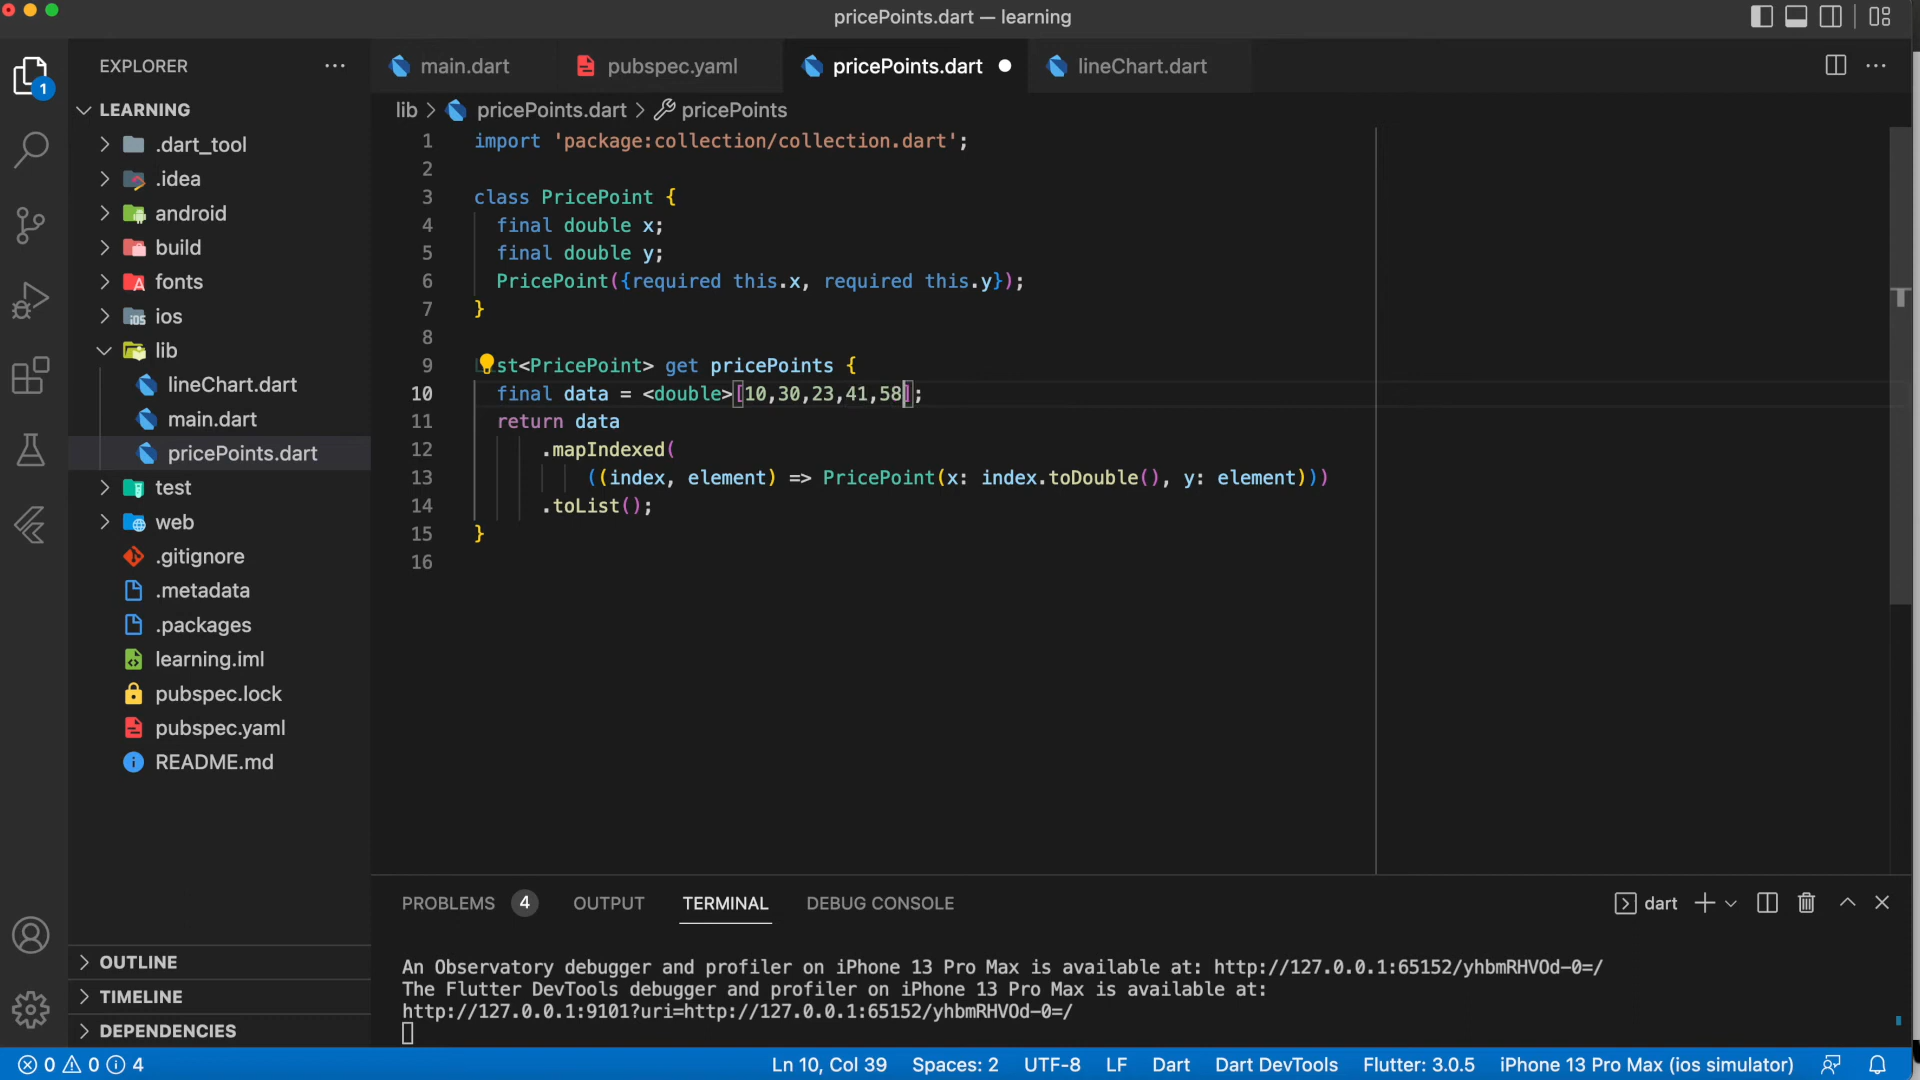 pricePoints.dart — learning
EXPLORER
1
LEARNING
.dart_tool
.idea
android
build
fonts
ios
lib
lineChart.dart
main.dart
pricePoints.dart
test
web
.gitignore
.metadata
.packages
learning.iml
pubspec.lock
pubspec.yaml
README.md
OUTLINE
TIMELINE
DEPENDENCIES
main.dart
pubspec.yaml
pricePoints.dart
lineChart.dart
lib > pricePoints.dart > pricePoints
1 import 'package:collection/collection.dart';
2
3 class PricePoint {
4 final double x;
5 final double y;
6 PricePoint({required this.x, required this.y});
7 }
8
9 st<PricePoint> get pricePoints {
10 final data = <double>[10,30,23,41,58];
11 return data
12 .mapIndexed(
13 ((index, element) => PricePoint(x: index.toDouble(), y: element)))
14 .toList();
15 }
16
PROBLEMS 4 OUTPUT TERMINAL DEBUG CONSOLE
dart
An Observatory debugger and profiler on iPhone 13 Pro Max is available at: http://127.0.0.1:65152/yhbmRHVOd-0=/
The Flutter DevTools debugger and profiler on iPhone 13 Pro Max is available at:
http://127.0.0.1:9101?uri=http://127.0.0.1:65152/yhbmRHVOd-0=/
0 0 4
Ln 10, Col 39 Spaces: 2 UTF-8 LF Dart Dart DevTools Flutter: 3.0.5 iPhone 13 Pro Max (ios simulator)